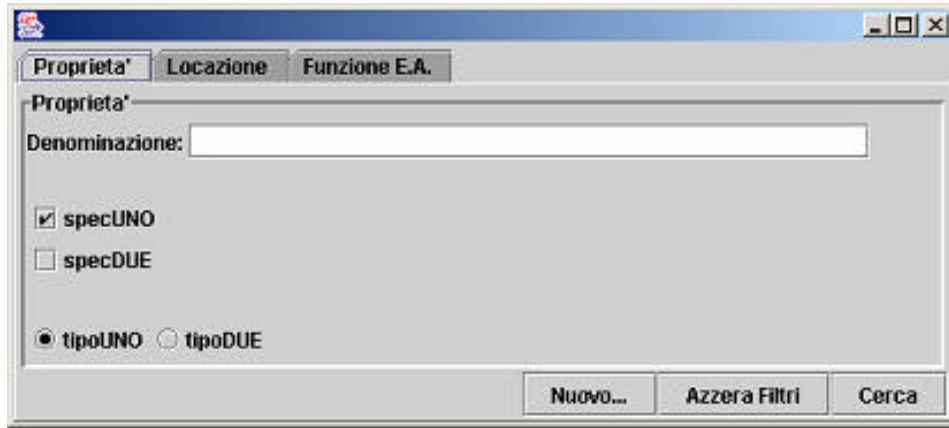 Proprieta' Locazione Funzione E.A.
Proprieta'
Denominazione:
specUNO
specDUE
tipoUNO tipoDUE
Nuovo... Azzera Filtri Cerca